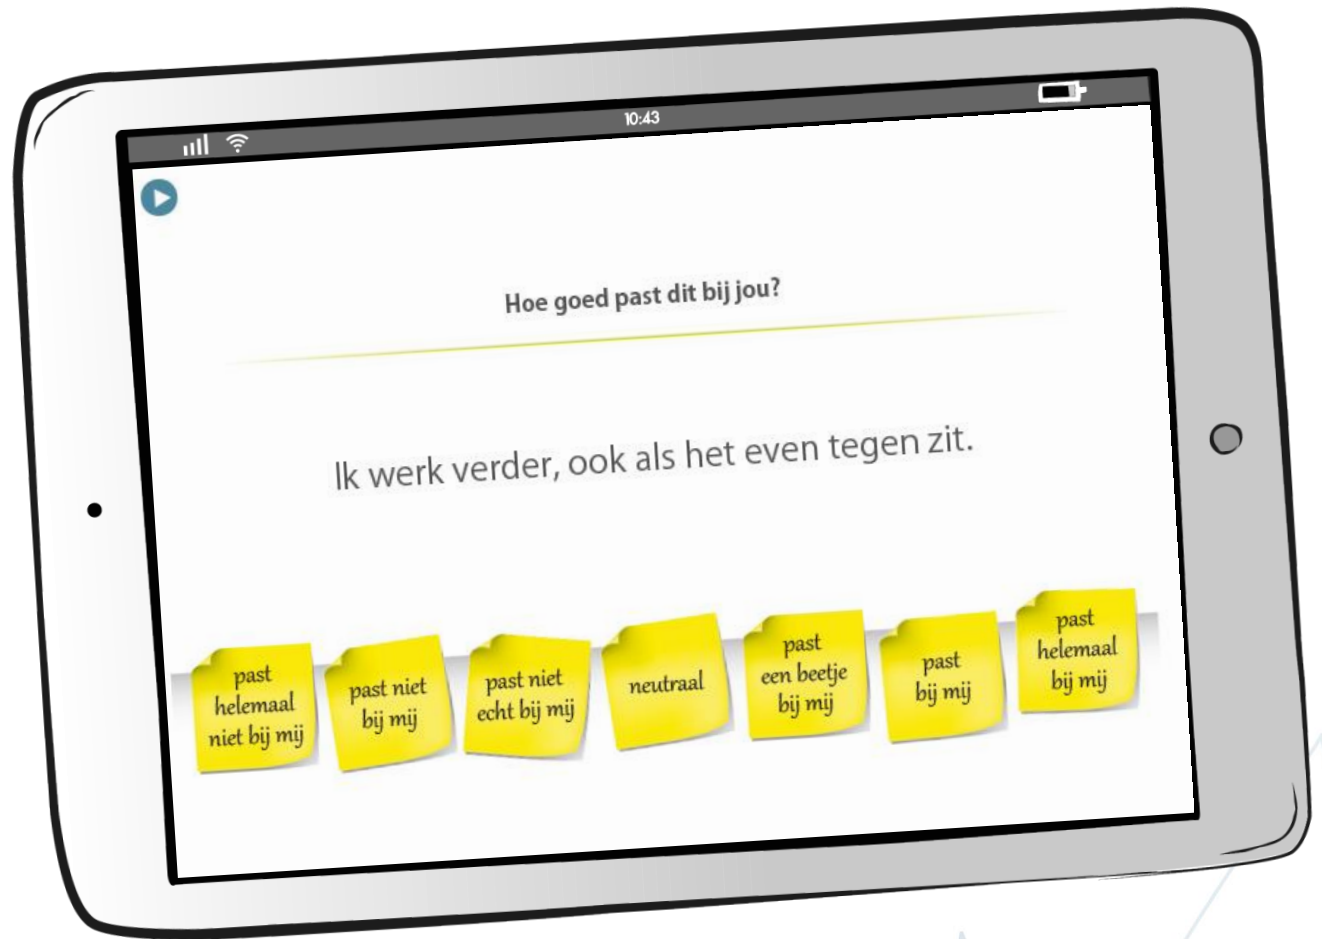 10:43
Hoe goed past dit bij jou?
Ik werk verder, ook als het even tegen zit.
past
helemaal
niet bij mij
past niet
bij mij
past niet
echt bij mij
neutraal
past
een beetje
bij mij
past
bij mij
past
helemaal
bij mij